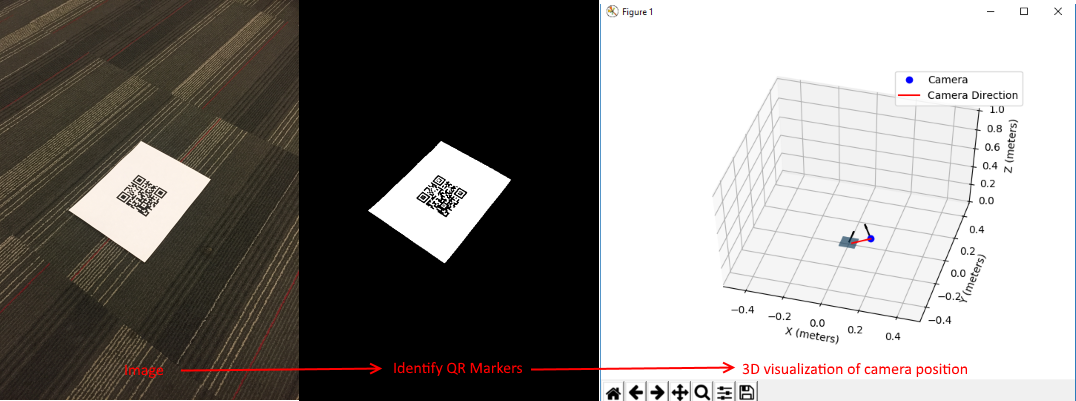 Figure 1
Camera
Camera Direction
1.0
0.8
0.6
0.4
0.2
0.0
Z (meters)
0.4
0.2
0.0
−0.2
−0.4
Y (meters)
−0.4
−0.2
0.0
0.2
0.4
X (meters)
Image
Identify QR Markers
3D visualization of camera position